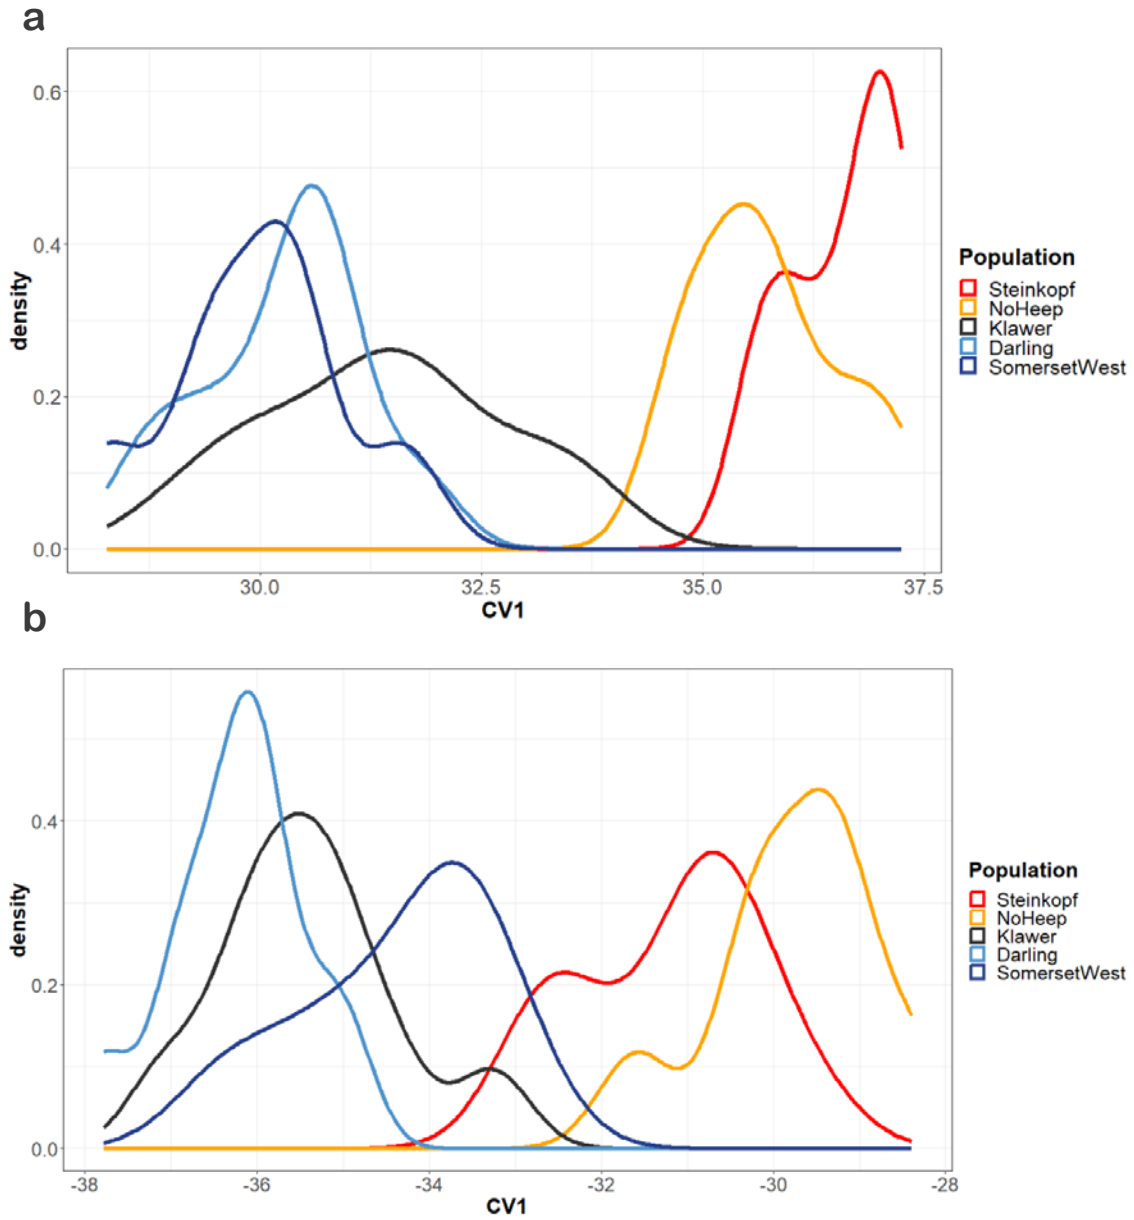 a
0.6
0.4
0.2
0.0
density
30.0 32.5 35.0 37.5
CV1
Population
Steinkopf
NoHeep
Klawer
Darling
SomersetWest
b
0.4
0.2
0.0
density
-38 -36 -34 -32 -30 -28
CV1
Population
Steinkopf
NoHeep
Klawer
Darling
SomersetWest